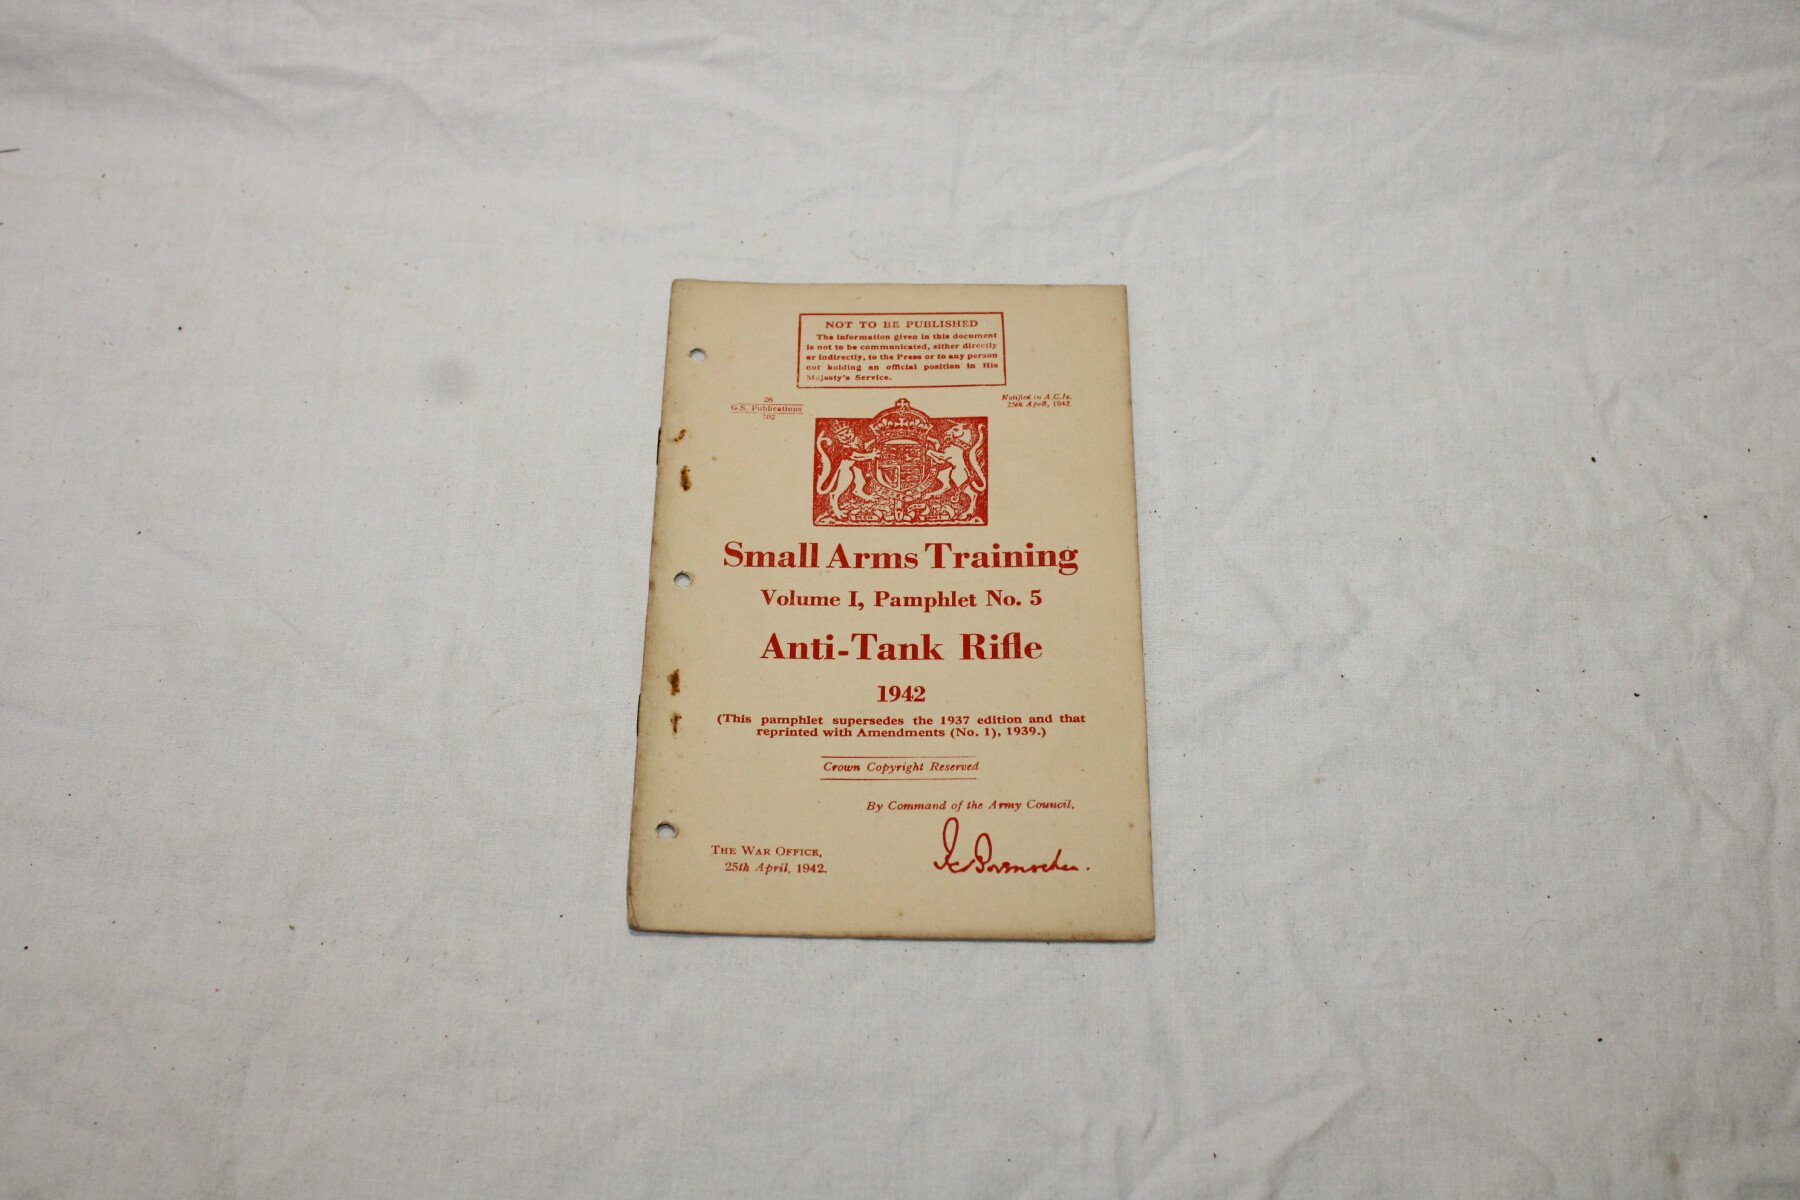 NOT TO BE PUBLISHED
The information given in this document
is not to be communicated, either directly
or indirectly, to the Press or to any person
not holding an official position in His
Majesty's Service.
26
G.S. Publications
702
Notified in A.C.Is.
25th April, 1942
Small Arms Training
Volume I, Pamphlet No. 5
Anti-Tank Rifle
1942
(This pamphlet supersedes the 1937 edition and that
reprinted with Amendments (No. 1), 1939.)
Crown Copyright Reserved
By Command of the Army Council,
THE WAR OFFICE,
25th April, 1942.